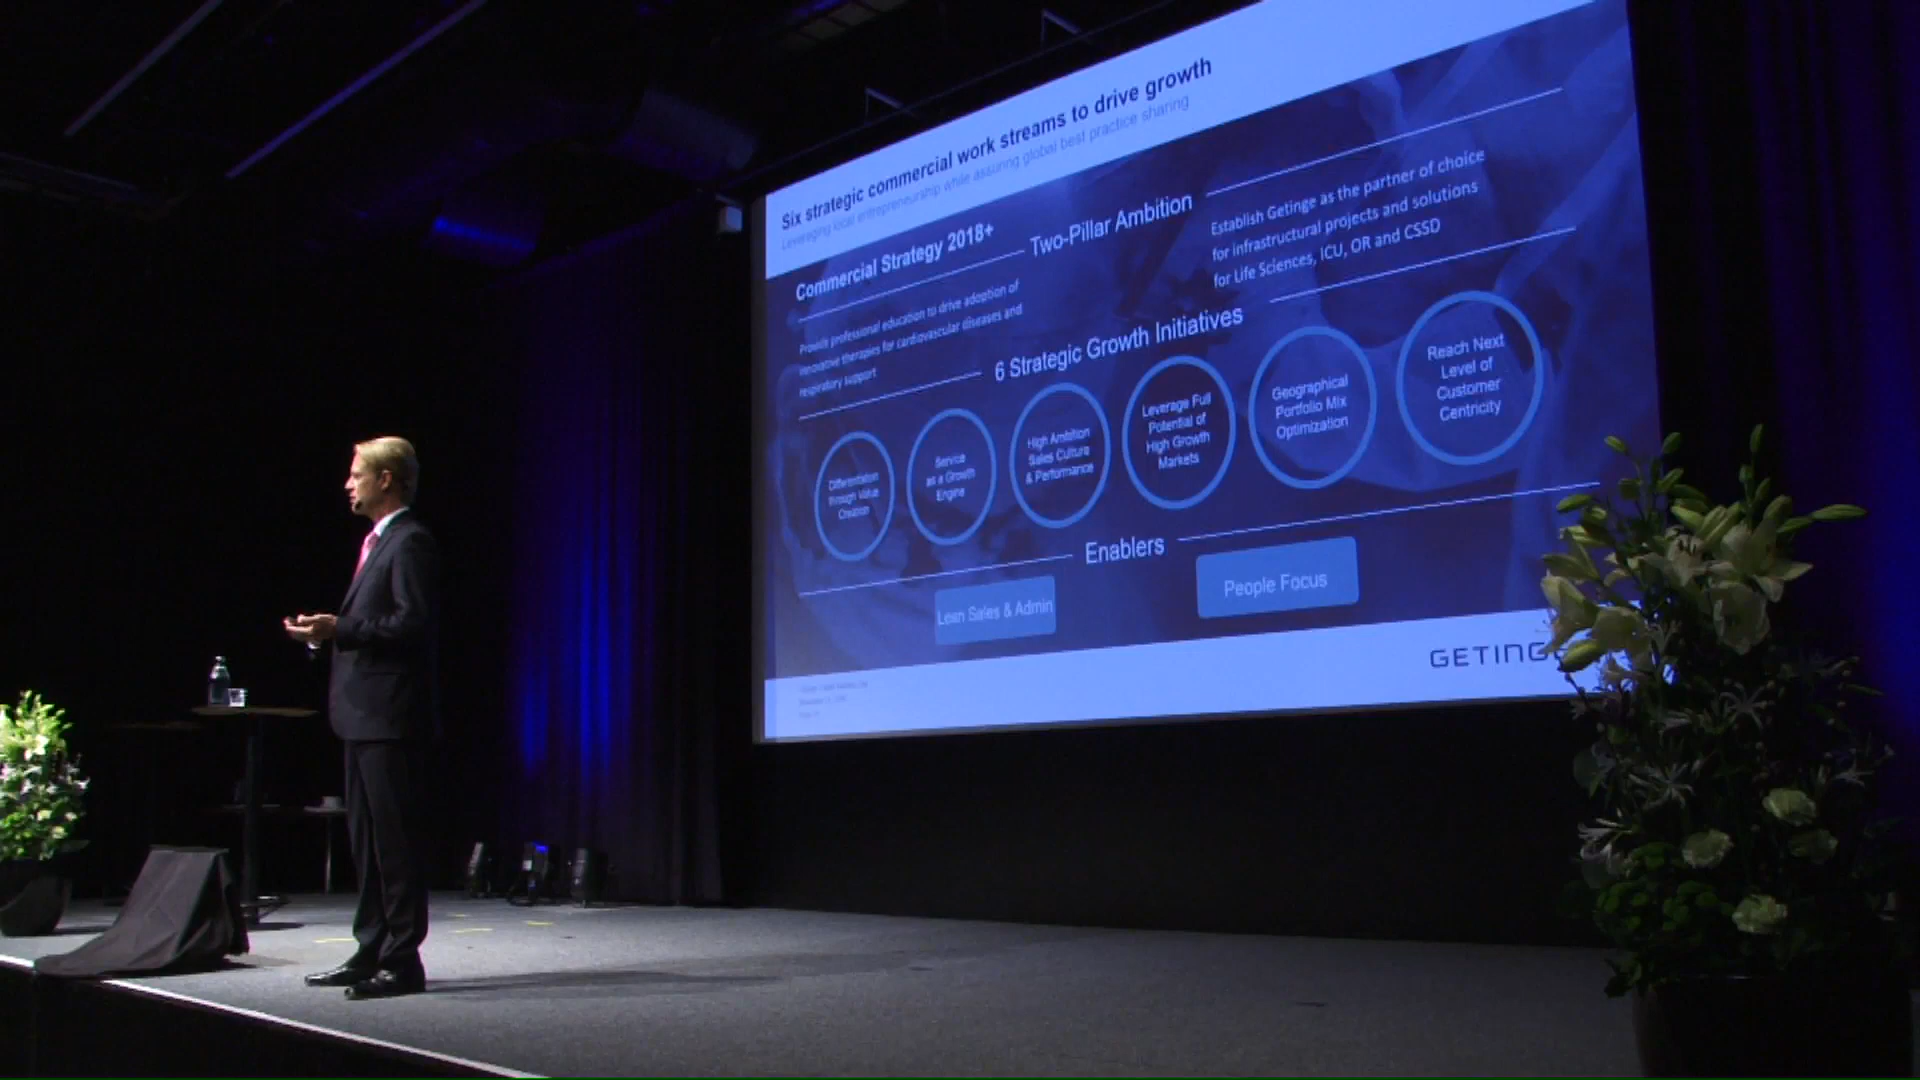 Six strategic commercial work streams to drive growth
Leveraging local entrepreneurship while assuring global best practice sharing
Commercial Strategy 2018+
Two-Pillar Ambition
Provide professional education to drive adoption of
innovative therapies for cardiovascular diseases and
respiratory support
Establish Getinge as the partner of choice
for infrastructural projects and solutions
for Life Sciences, ICU, OR and CSSD
6 Strategic Growth Initiatives
Differentiation
through Value
Creation
Service
as a Growth
Engine
High Ambition
Sales Culture
& Performance
Leverage Full
Potential of
High Growth
Markets
Geographical
Portfolio Mix
Optimization
Reach Next
Level of
Customer
Centricity
Enablers
Lean Sales & Admin
People Focus
GETINGE